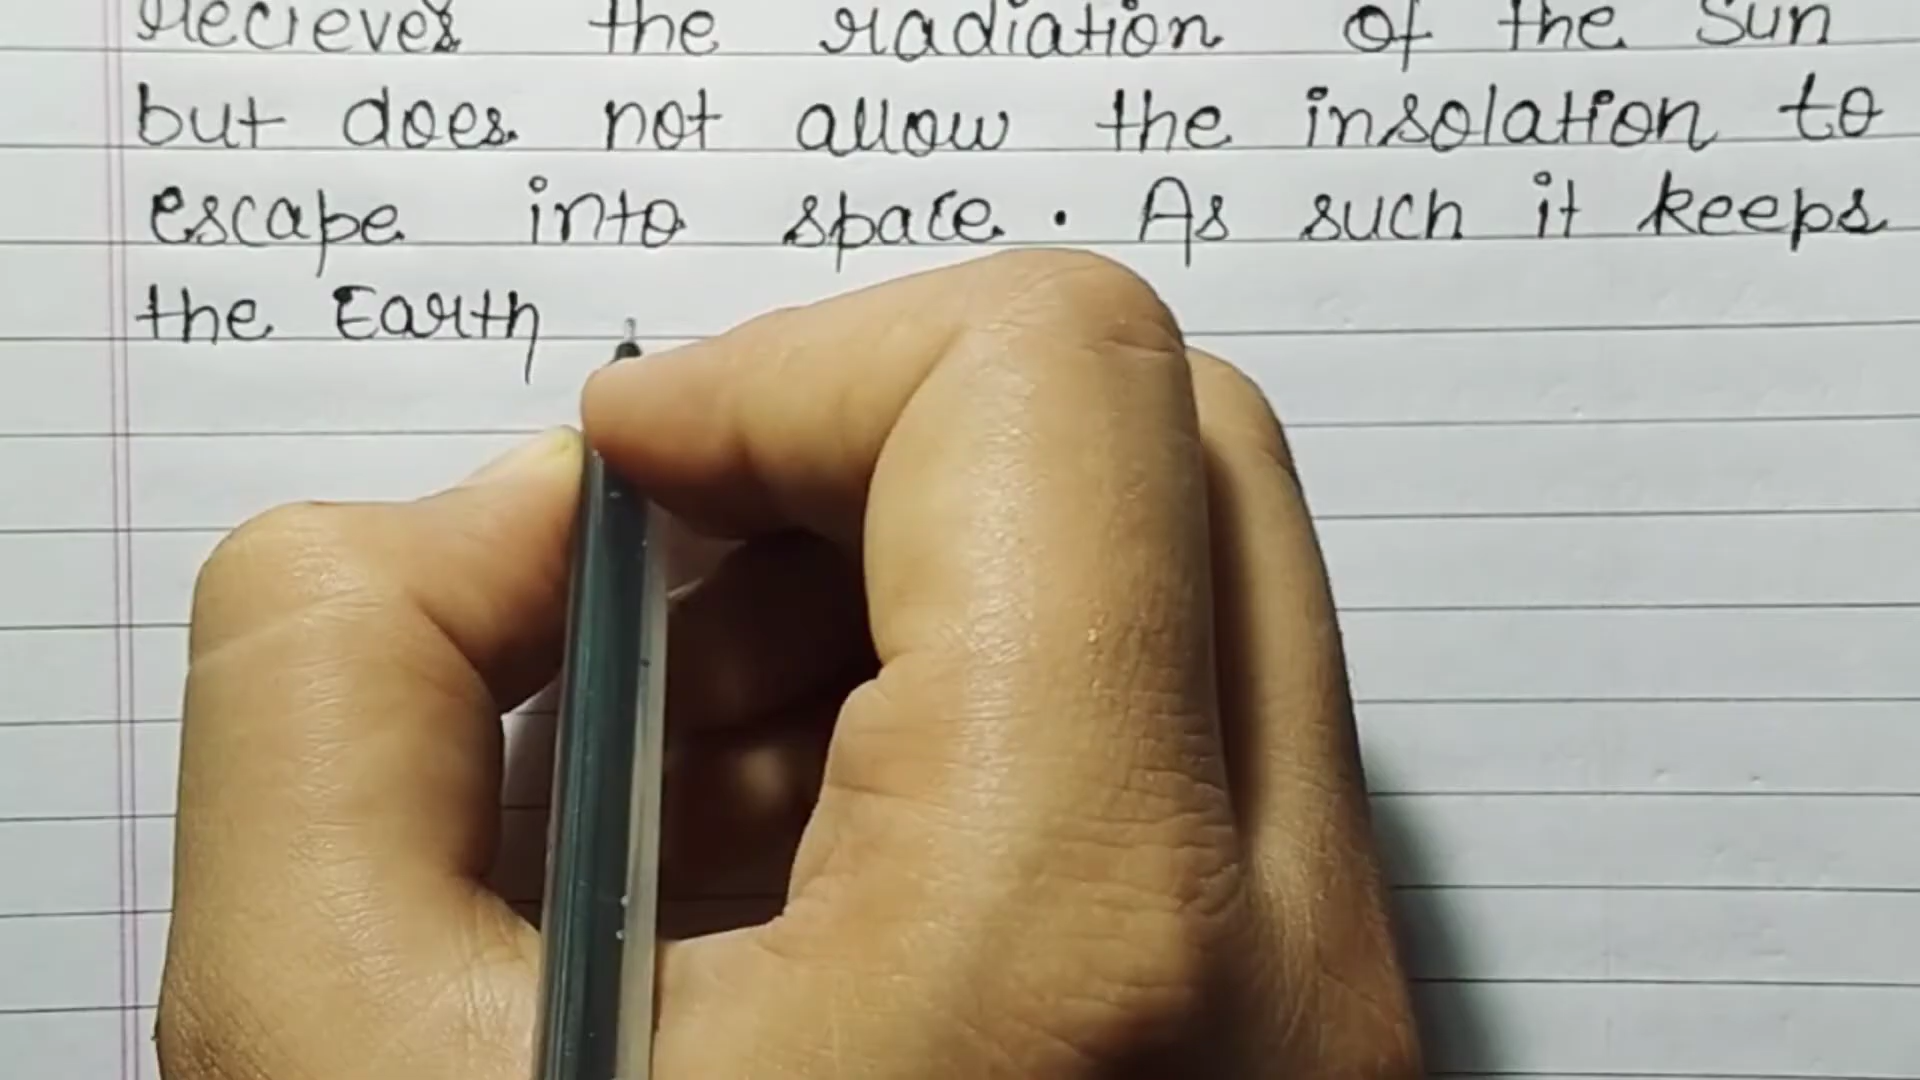 recieves the radiation of the Sun
but does not allow the insolation to
escape into space. As such it keeps
the Earth